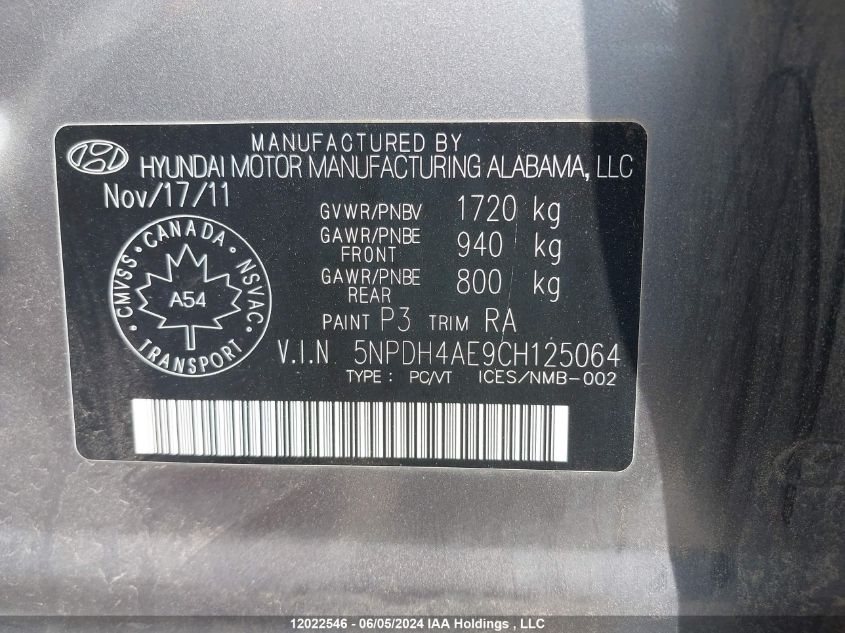 MANUFACTURED BY
HYUNDAI MOTOR MANUFACTURING ALABAMA, LLC
Nov/17/11
GVWR/PNBV 1720 kg
GAWR/PNBE FRONT 940 kg
GAWR/PNBE REAR 800 kg
PAINT P3 TRIM RA
CANADA
CMVSS
NSVAC
A54
TRANSPORT
V.I.N. 5NPDH4AE9CH125064
TYPE : PC/VT ICES/NMB-002
12022546 - 06/05/2024 IAA Holdings , LLC